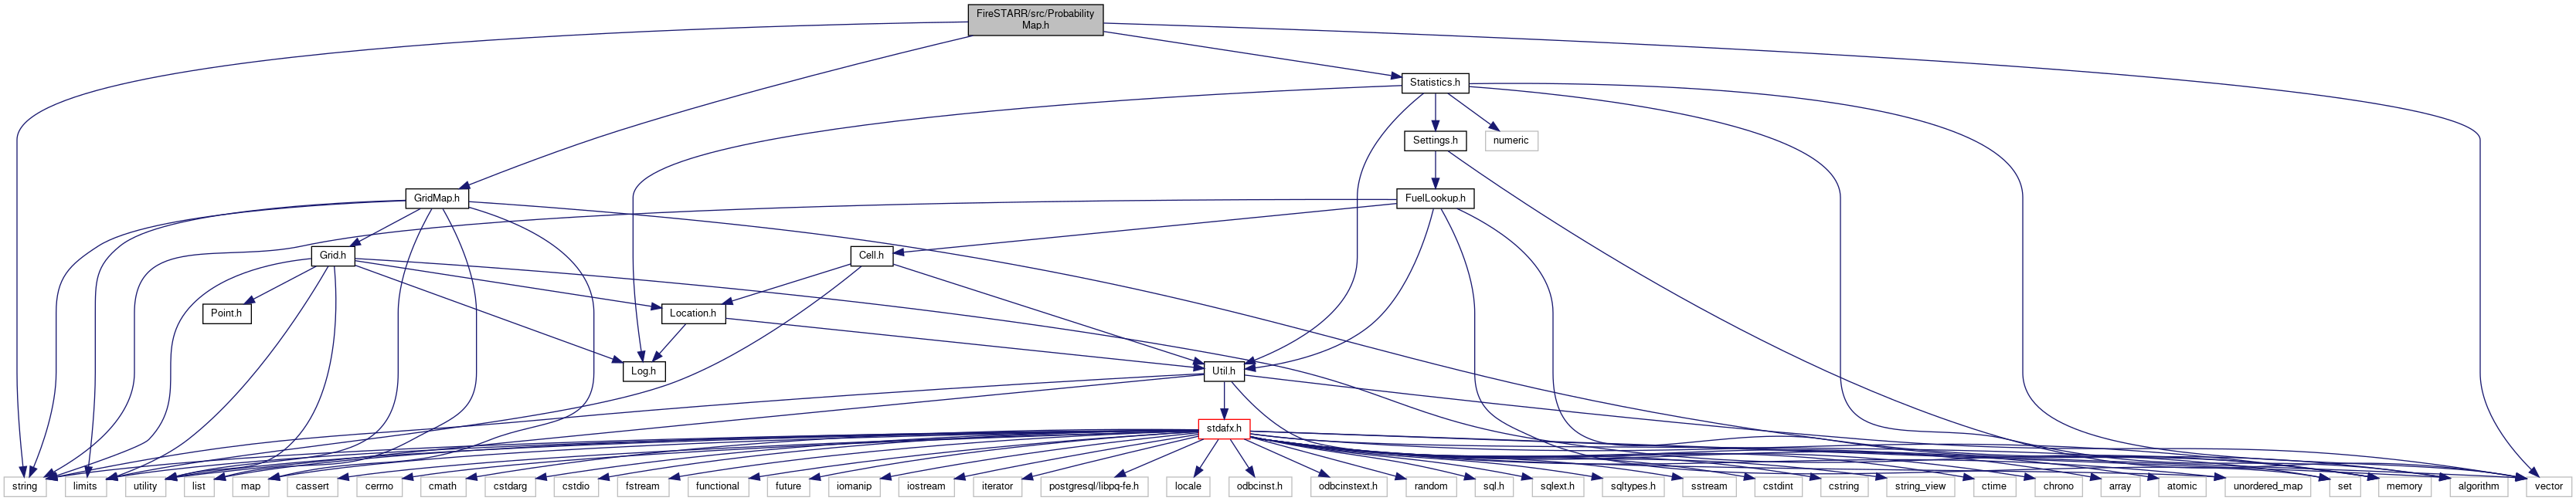 FireSTARR/src/Probability
Map.h
Statistics.h
Settings.h
numeric
GridMap.h
FuelLookup.h
Grid.h
Cell.h
Point.h
Location.h
Log.h
Util.h
stdafx.h
string
limits
utility
list
map
cassert
cerrno
cmath
cstdarg
cstdio
fstream
functional
future
iomanip
iostream
iterator
postgresql/libpq-fe.h
locale
odbcinst.h
odbcinstext.h
random
sql.h
sqlext.h
sqltypes.h
sstream
cstdint
cstring
string_view
ctime
chrono
array
atomic
unordered_map
set
memory
algorithm
vector